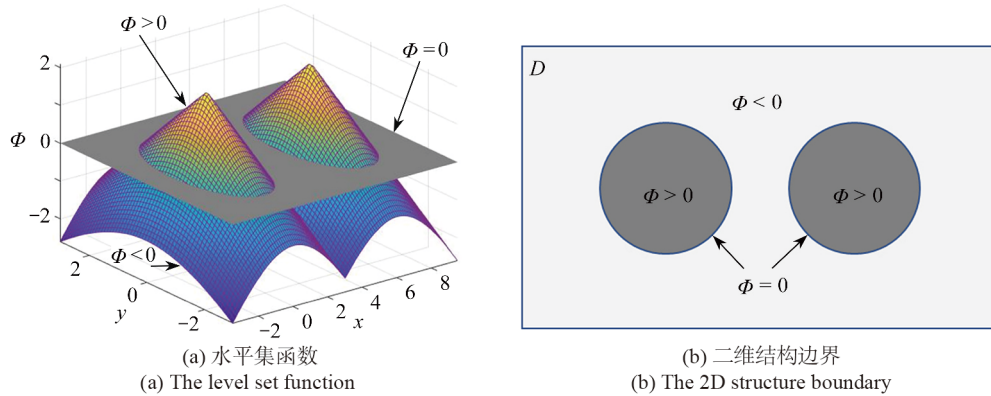 Φ > 0
Φ = 0
2
Φ 0
−2
Φ < 0
2
0
y
−2
−2
0
2
x
4
6
8
(a) 水平集函数
(a) The level set function
D
Φ < 0
Φ > 0
Φ > 0
Φ = 0
(b) 二维结构边界
(b) The 2D structure boundary